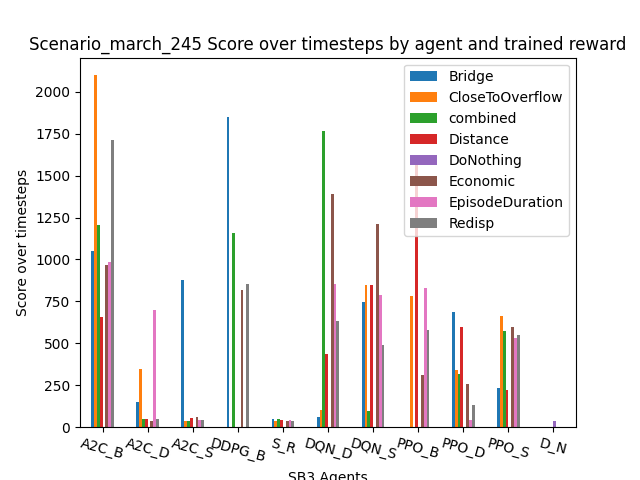 Scenario_march_245 Score over timesteps by agent and trained reward
Bridge
CloseToOverflow
combined
Distance
DoNothing
Economic
EpisodeDuration
Redisp
Score over timesteps
2000
1750
1500
1250
1000
750
500
250
0
A2C_B
A2C_D
A2C_S
DDPG_B
S_R
DQN_D
DQN_S
PPO_B
PPO_D
PPO_S
D_N
SB3 Agents